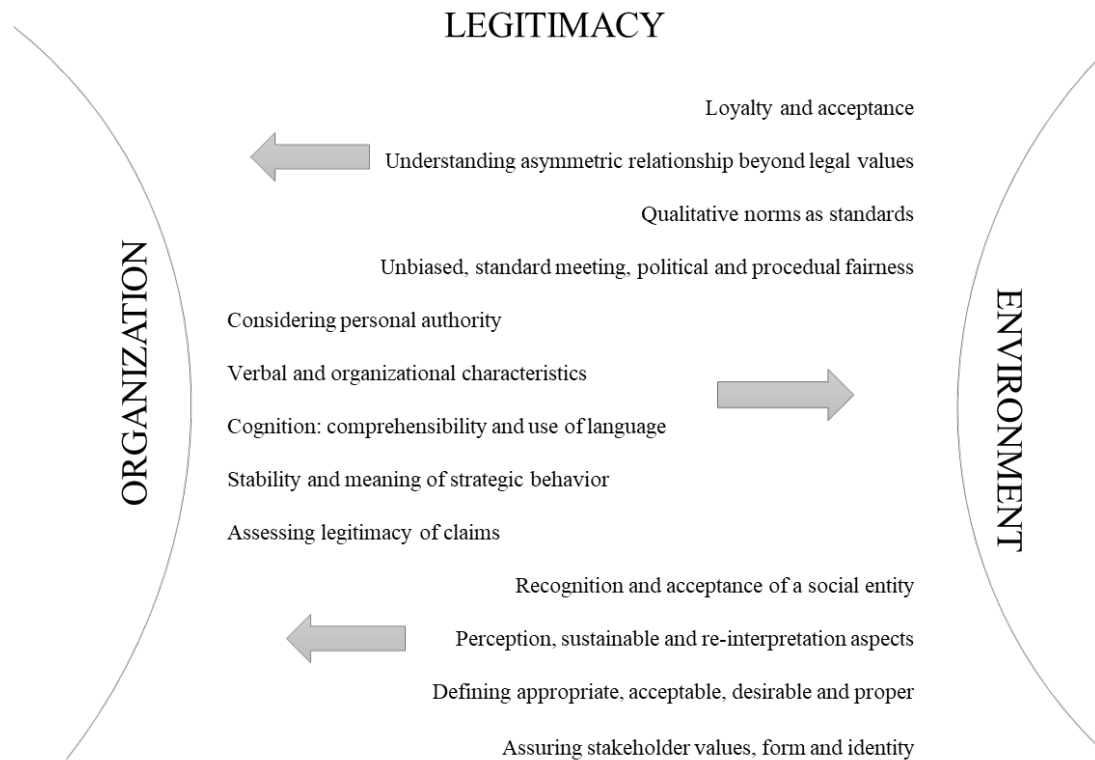 LEGITIMACY
Loyalty and acceptance
Understanding asymmetric relationship beyond legal values
Qualitative norms as standards
Unbiased, standard meeting, political and procedual fairness
ORGANIZATION
Considering personal authority
Verbal and organizational characteristics
Cognition: comprehensibility and use of language
Stability and meaning of strategic behavior
Assessing legitimacy of claims
ENVIRONMENT
Recognition and acceptance of a social entity
Perception, sustainable and re-interpretation aspects
Defining appropriate, acceptable, desirable and proper
Assuring stakeholder values, form and identity